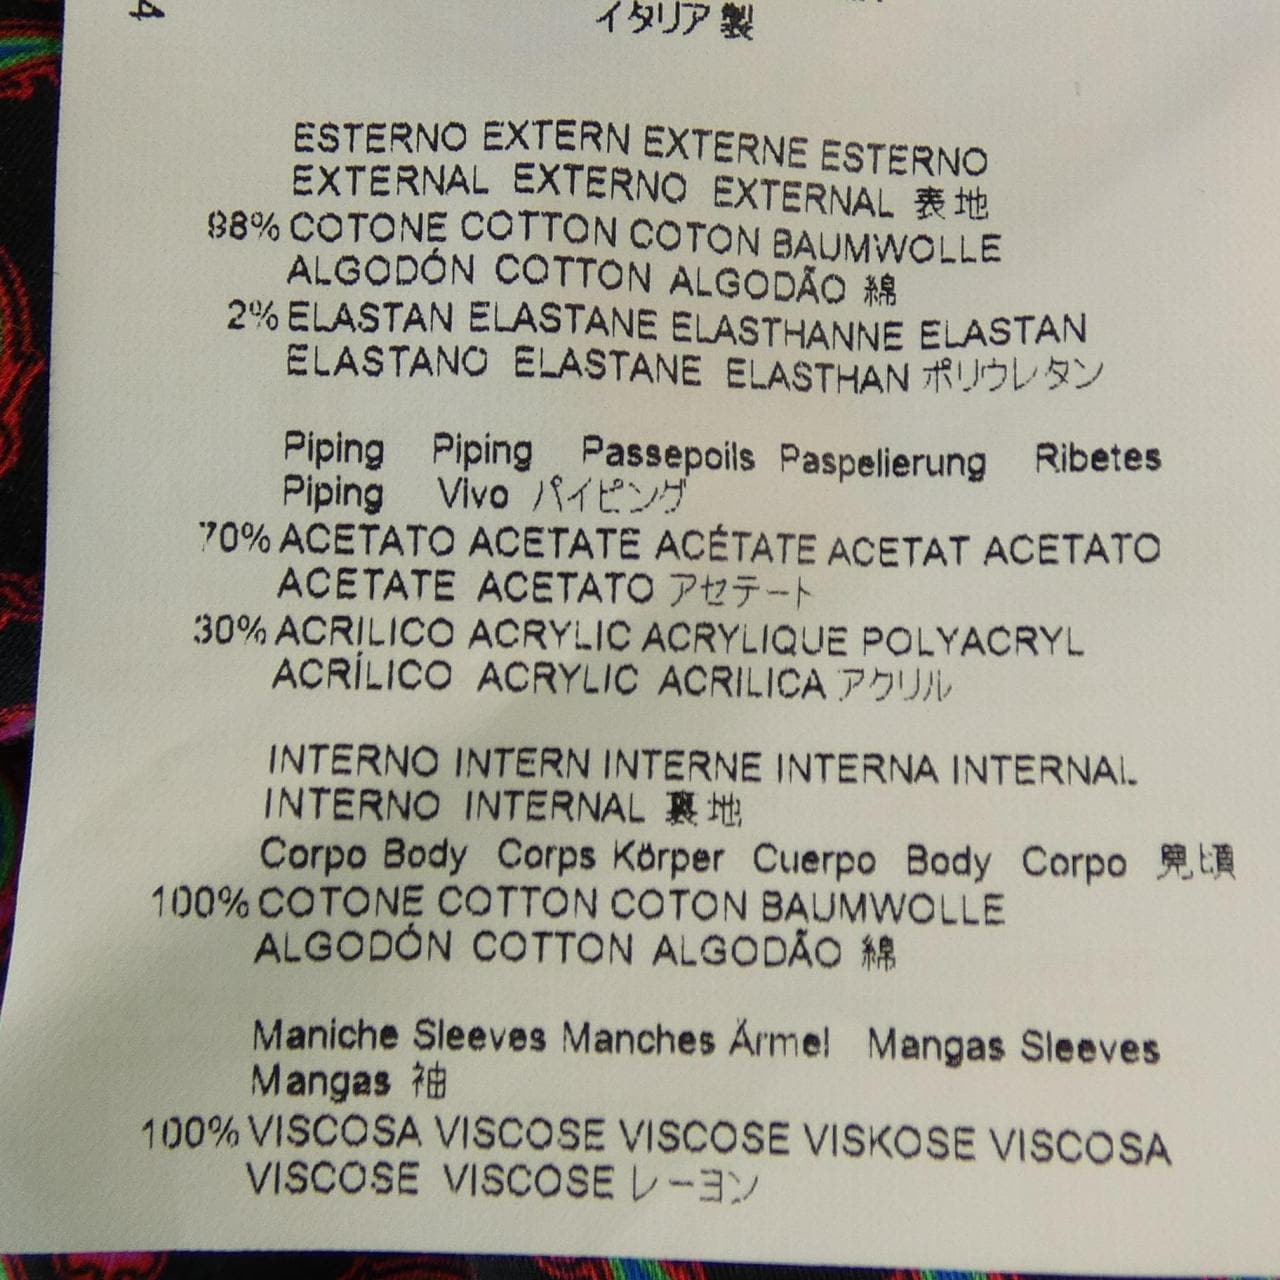 イタリア製
4
ESTERNO EXTERN EXTERNE ESTERNO
EXTERNAL EXTERNO EXTERNAL 表地
98% COTONE COTTON COTON BAUMWOLLE
ALGODÓN COTTON ALGODÃO 綿
2% ELASTAN ELASTANE ELASTHANNE ELASTAN
ELASTANO ELASTANE ELASTHAN ポリウレタン
Piping Piping Passepoils Paspelierung Ribetes
Piping Vivo パイピング
70% ACETATO ACETATE ACÉTATE ACETAT ACETATO
ACETATE ACETATO アセテート
30% ACRILICO ACRYLIC ACRYLIQUE POLYACRYL
ACRÍLICO ACRYLIC ACRILICA アクリル
INTERNO INTERN INTERNE INTERNA INTERNAL
INTERNO INTERNAL 裏地
Corpo Body Corps Körper Cuerpo Body Corpo 見頃
100% COTONE COTTON COTON BAUMWOLLE
ALGODÓN COTTON ALGODÃO 綿
Maniche Sleeves Manches Ärmel Mangas Sleeves
Mangas 袖
100% VISCOSA VISCOSE VISCOSE VISKOSE VISCOSA
VISCOSE VISCOSE レーヨン